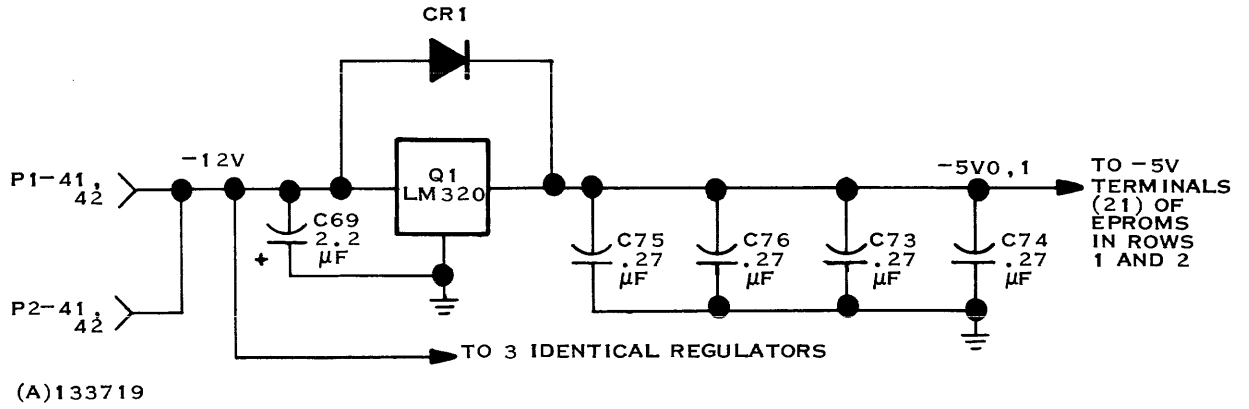 CR1
-12V
P1-41,
42
Q1
LM320
C69
2.2
µF
+
P2-41,
42
C75
.27
µF
C76
.27
µF
C73
.27
µF
C74
.27
µF
-5V0,1
TO -5V
TERMINALS
(21) OF
EPROMS
IN ROWS
1 AND 2
TO 3 IDENTICAL REGULATORS
(A)133719